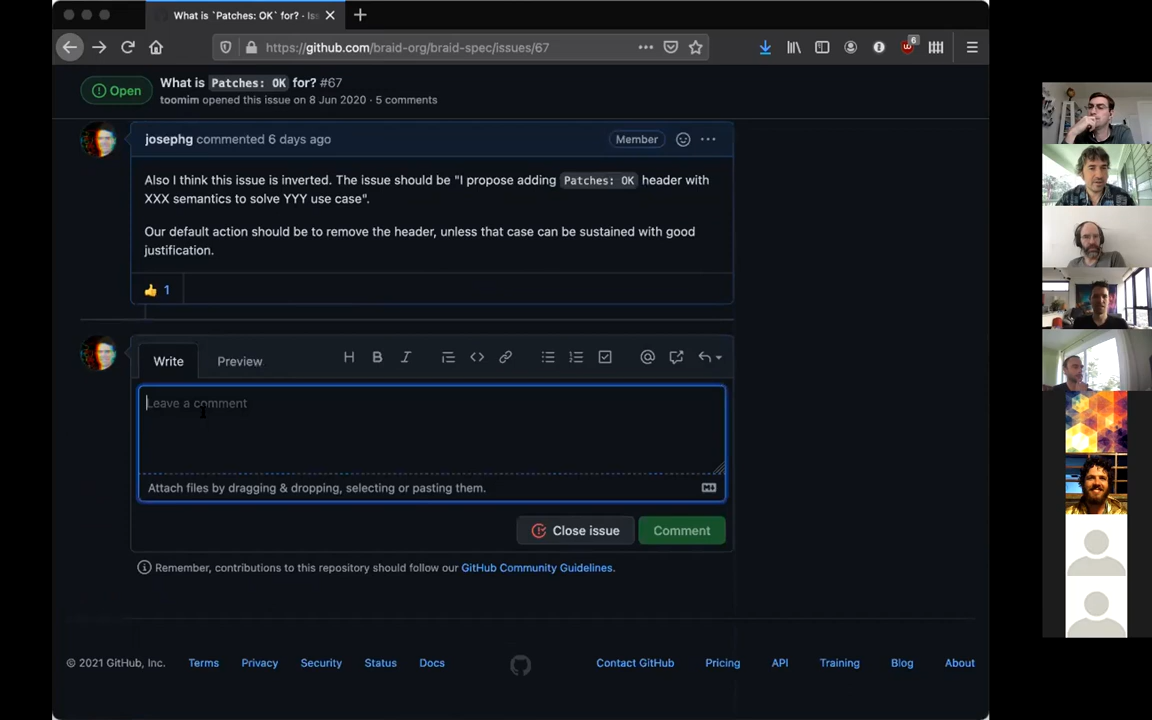 What is `Patches: OK` for? · Iss
https://github.com/braid-org/braid-spec/issues/67
6
Open
What is Patches: OK for? #67
toomim opened this issue on 8 Jun 2020 · 5 comments
josephg commented 6 days ago
Member
Also I think this issue is inverted. The issue should be "I propose adding Patches: OK header with
XXX semantics to solve YYY use case".
Our default action should be to remove the header, unless that case can be sustained with good
justification.
1
Write
Preview
Leave a comment
Attach files by dragging & dropping, selecting or pasting them.
Close issue
Comment
Remember, contributions to this repository should follow our GitHub Community Guidelines.
© 2021 GitHub, Inc.
Terms
Privacy
Security
Status
Docs
Contact GitHub
Pricing
API
Training
Blog
About